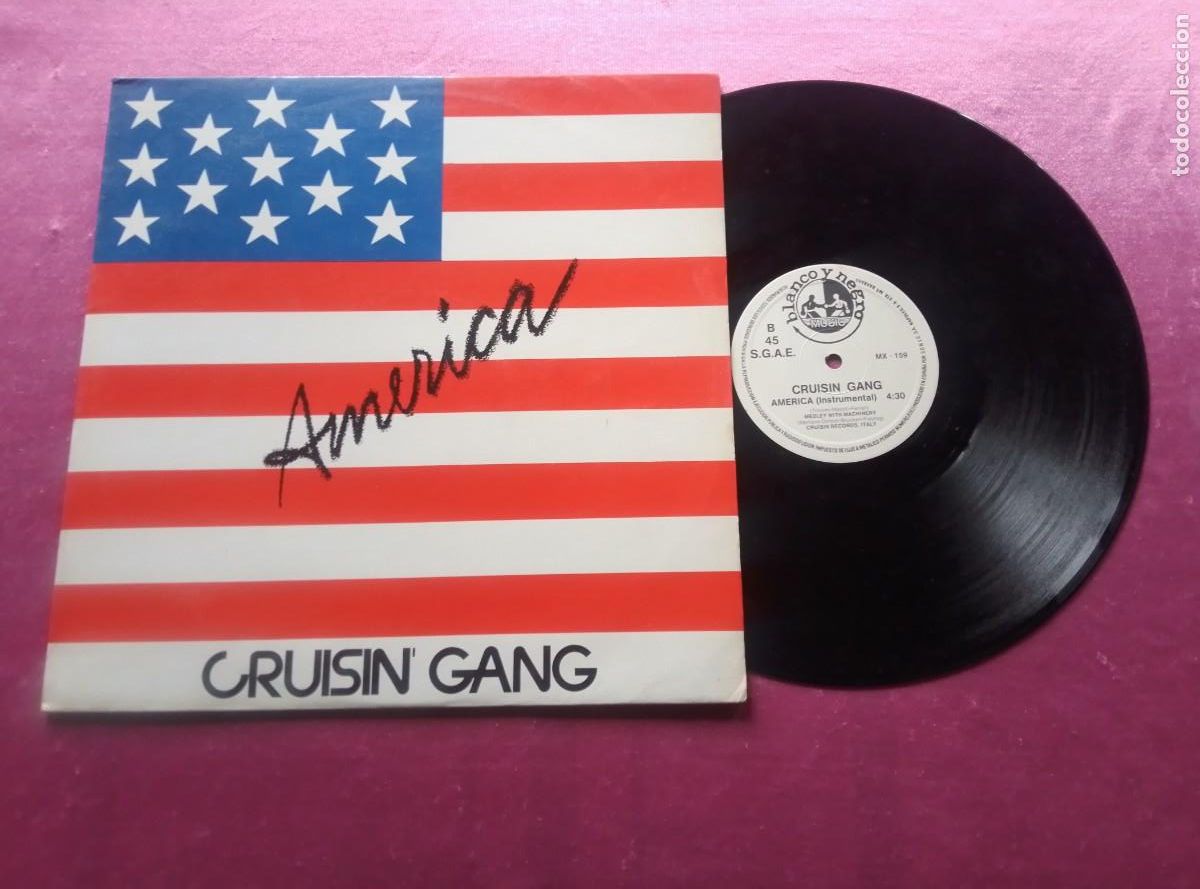 America
CRUISIN' GANG
blanco y negro
MUSIC
B
45
S.G.A.E.
MX - 159
CRUISIN GANG
AMERICA (Instrumental) 4:30
MEDLEY WITH MACHINERY
CRUISIN RECORDS, ITALY
todocoleccion